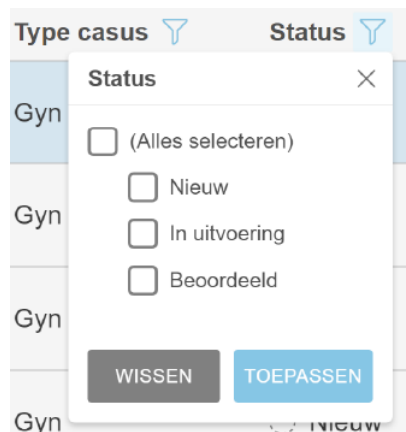 Type casus Status
Status
Gyn
(Alles selecteren)
Nieuw
Gyn
In uitvoering
Beoordeeld
Gyn
WISSEN TOEPASSEN
Gyn Nieuw